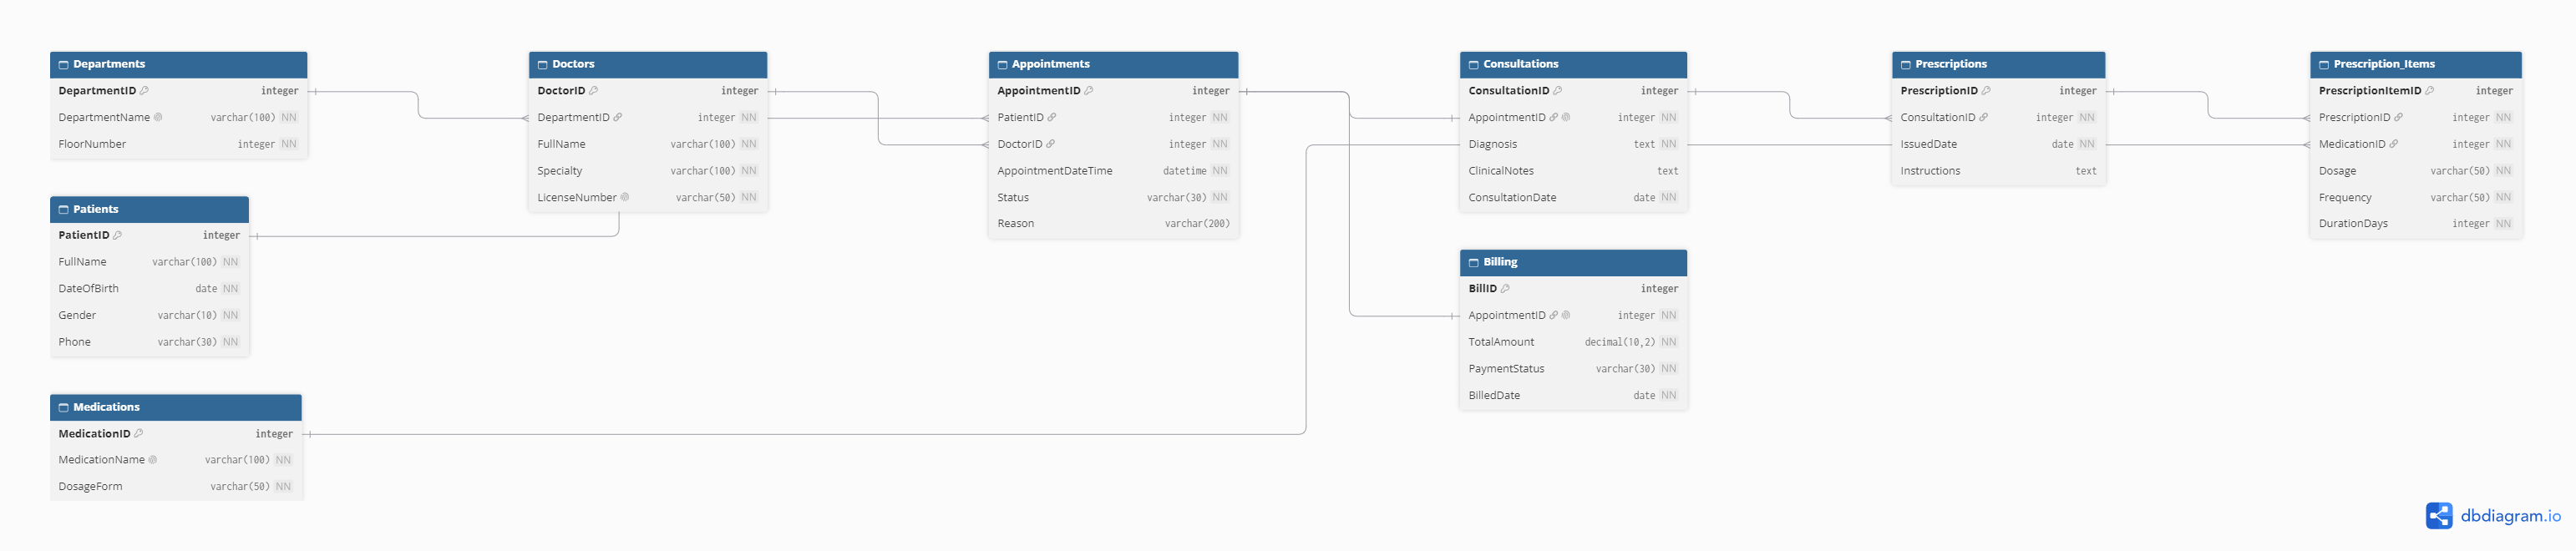 Departments
DepartmentID integer
DepartmentName varchar(100) NN
FloorNumber integer NN
Patients
PatientID integer
FullName varchar(100) NN
DateOfBirth date NN
Gender varchar(10) NN
Phone varchar(30) NN
Medications
MedicationID integer
MedicationName varchar(100) NN
DosageForm varchar(50) NN
Doctors
DoctorID integer
DepartmentID integer NN
FullName varchar(100) NN
Specialty varchar(100) NN
LicenseNumber varchar(50) NN
Appointments
AppointmentID integer
PatientID integer NN
DoctorID integer NN
AppointmentDateTime datetime NN
Status varchar(30) NN
Reason varchar(200)
Consultations
ConsultationID integer
AppointmentID integer NN
Diagnosis text NN
ClinicalNotes text
ConsultationDate date NN
Billing
BillID integer
AppointmentID integer NN
TotalAmount decimal(10,2) NN
PaymentStatus varchar(30) NN
BilledDate date NN
Prescriptions
PrescriptionID integer
ConsultationID integer NN
IssuedDate date NN
Instructions text
Prescription_Items
PrescriptionItemID integer
PrescriptionID integer NN
MedicationID integer NN
Dosage varchar(50) NN
Frequency varchar(50) NN
DurationDays integer NN
dbdiagram.io